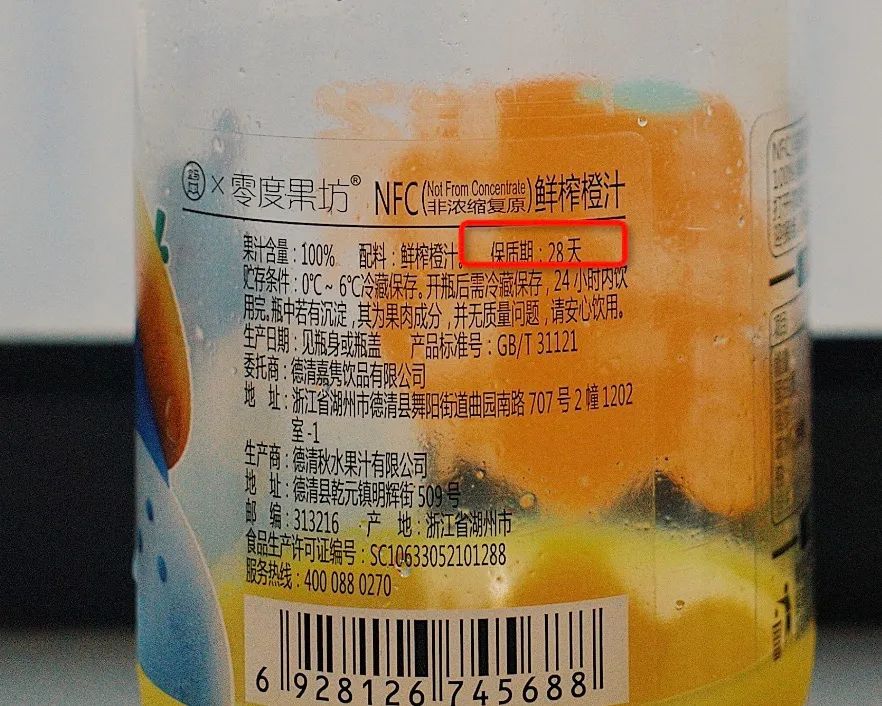 ×零度果坊® NFC(Not From Concentrate 非浓缩复原)鲜榨橙汁
果汁含量：100% 配料：鲜榨橙汁。 保质期：28天
贮存条件：0℃~6℃冷藏保存。开瓶后需冷藏保存，24小时内饮
用完。瓶中若有沉淀，其为果肉成分，并无质量问题，请安心饮用。
生产日期：见瓶身或瓶盖 产品标准号：GB/T 31121
委托商：德清嘉隽饮品有限公司
地 址：浙江省湖州市德清县舞阳街道曲园南路707号2幢1202
室-1
生产商：德清秋水果汁有限公司
地 址：德清县乾元镇明辉街509号
邮 编：313216 产 地：浙江省湖州市
食品生产许可证编号：SC10633052101288
服务热线：400 088 0270
6 928126 745688
NFC
100%